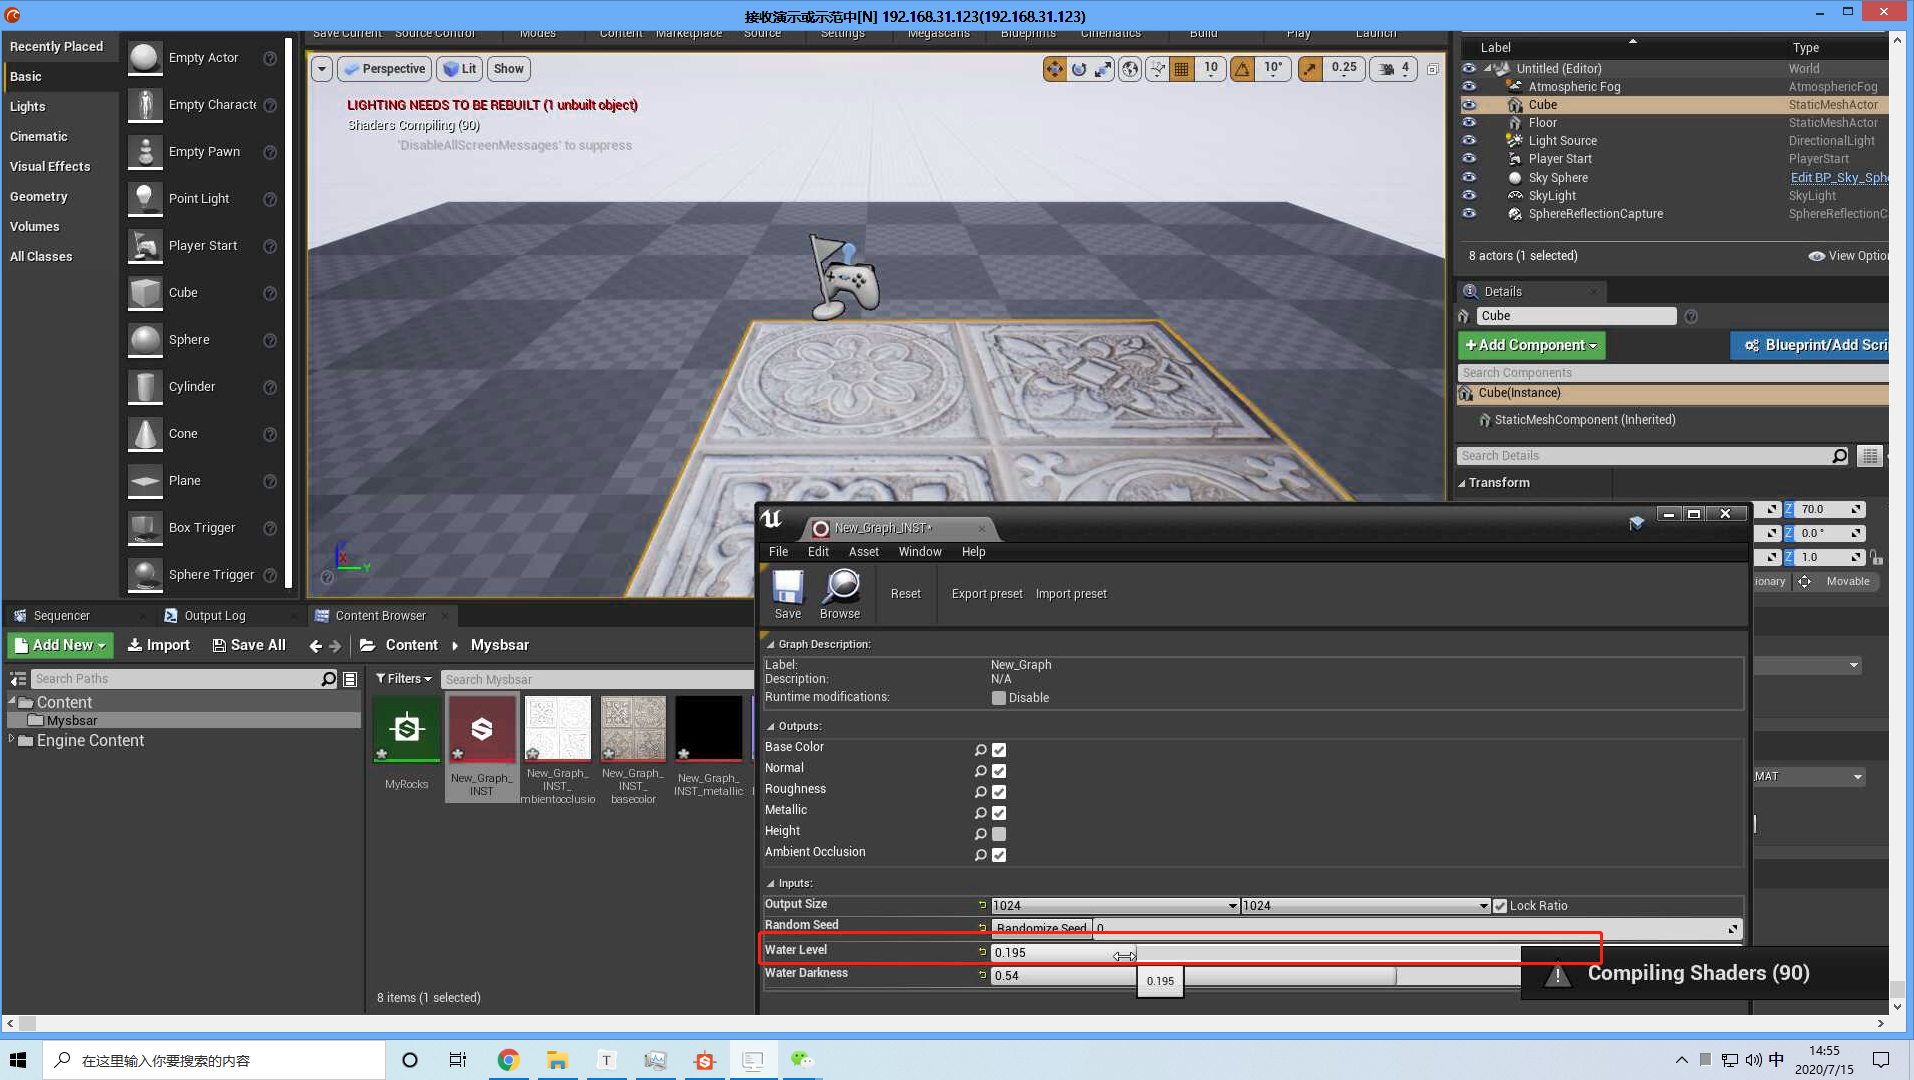 接收演示或示范中[N] 192.168.31.123(192.168.31.123)
Save Current Source Control Modes Content Marketplace Source Settings Megascans Blueprints Cinematics Build Play Launch
Recently Placed
Basic
Lights
Cinematic
Visual Effects
Geometry
Volumes
All Classes
Empty Actor
Empty Characte
Empty Pawn
Point Light
Player Start
Cube
Sphere
Cylinder
Cone
Plane
Box Trigger
Sphere Trigger
Perspective Lit Show
10 10° 0.25 4
LIGHTING NEEDS TO BE REBUILT (1 unbuilt object)
Shaders Compiling (90)
'DisableAllScreenMessages' to suppress
Label Type
Untitled (Editor) World
Atmospheric Fog AtmosphericFog
Cube StaticMeshActor
Floor StaticMeshActor
Light Source DirectionalLight
Player Start PlayerStart
Sky Sphere Edit BP_Sky_Sphe
SkyLight SkyLight
SphereReflectionCapture SphereReflectionC
8 actors (1 selected) View Optio
Details
Cube
+Add Component Blueprint/Add Scri
Search Components
Cube(Instance)
StaticMeshComponent (Inherited)
Search Details
Transform
Z 70.0
Z 0.0 °
Z 1.0
ionary Movable
MAT
Sequencer Output Log Content Browser
Add New Import Save All Content Mysbsar
Search Paths
Content
Mysbsar
Engine Content
Filters Search Mysbsar
MyRocks
New_Graph_
INST
New_Graph_
INST_
mbientocclusio
New_Graph_
INST_
basecolor
New_Graph_
INST_metallic
8 items (1 selected)
New_Graph_INST*
File Edit Asset Window Help
Save Browse Reset Export preset Import preset
Graph Description:
Label: New_Graph
Description: N/A
Runtime modifications: Disable
Outputs:
Base Color
Normal
Roughness
Metallic
Height
Ambient Occlusion
Inputs:
Output Size 1024 1024 Lock Ratio
Random Seed Randomize Seed 0
Water Level 0.195
Water Darkness 0.54
0.195
Compiling Shaders (90)
在这里输入你要搜索的内容
T
中
14:55
2020/7/15